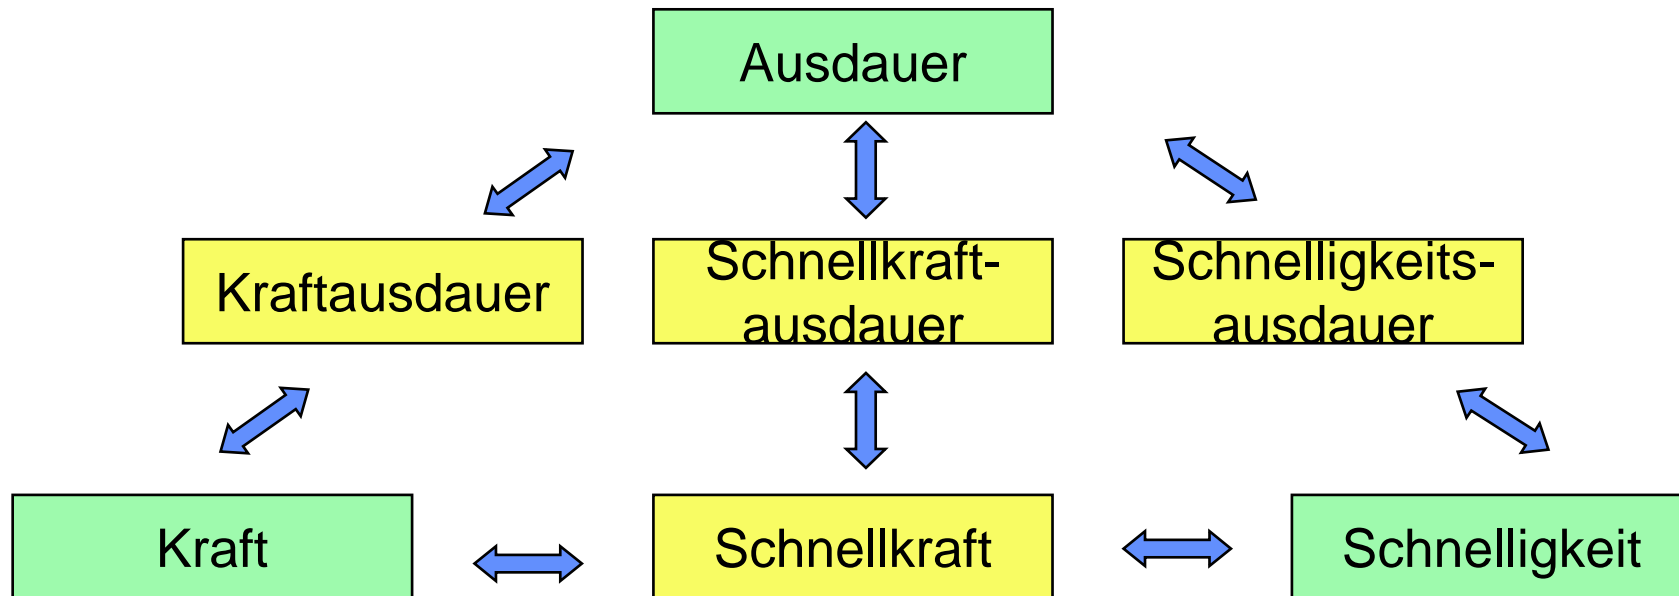 Ausdauer
Kraftausdauer
Schnellkraft-
ausdauer
Schnelligkeits-
ausdauer
Kraft
Schnellkraft
Schnelligkeit